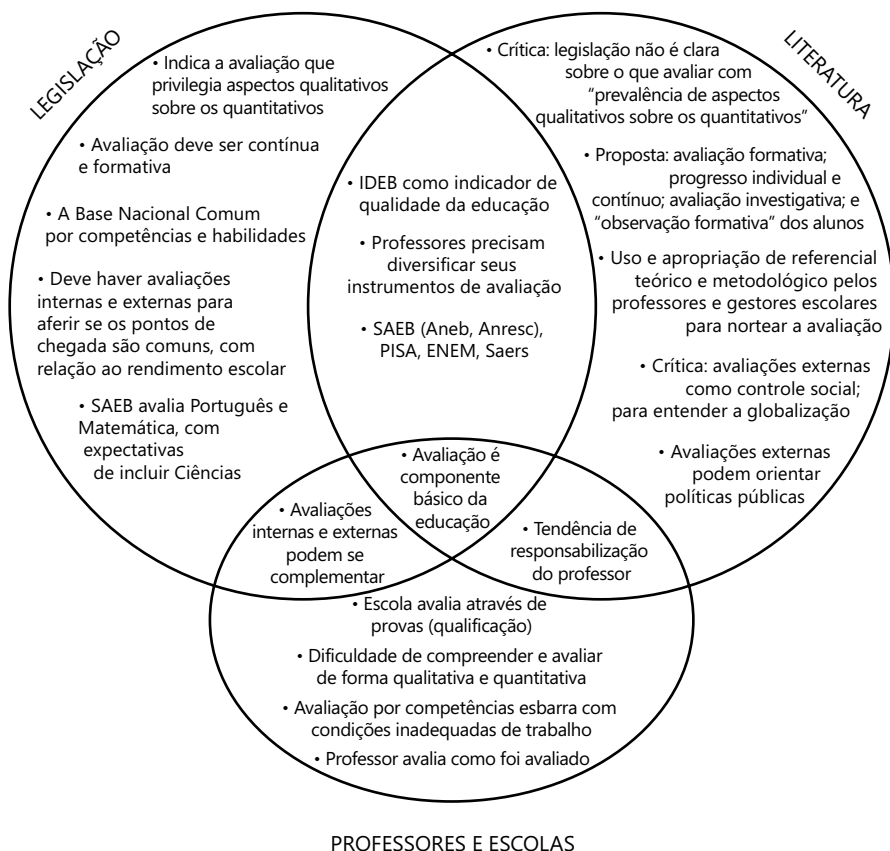 LEGISLAÇÃO
• Indica a avaliação que
privilegia aspectos qualitativos
sobre os quantitativos
• Avaliação deve ser contínua
e formativa
• A Base Nacional Comum
por competências e habilidades
• Deve haver avaliações
internas e externas para
aferir se os pontos de
chegada são comuns, com
relação ao rendimento escolar
• SAEB avalia Português e
Matemática, com
expectativas
de incluir Ciências
• IDEB como indicador de
qualidade da educação
• Professores precisam
diversificar seus
instrumentos de avaliação
• SAEB (Aneb, Anresc),
PISA, ENEM, Saers
LITERATURA
• Crítica: legislação não é clara
sobre o que avaliar com
“prevalência de aspectos
qualitativos sobre os quantitativos”
• Proposta: avaliação formativa;
progresso individual e
contínuo; avaliação investigativa; e
“observação formativa” dos alunos
• Uso e apropriação de referencial
teórico e metodológico pelos
professores e gestores escolares
para nortear a avaliação
• Crítica: avaliações externas
como controle social;
para entender a globalização
• Avaliações externas
podem orientar
políticas públicas
• Avaliação é
componente
básico da
educação
• Avaliações
internas e externas
podem se
complementar
• Tendência de
responsabilização
do professor
• Escola avalia através de
provas (qualificação)
• Dificuldade de compreender e avaliar
de forma qualitativa e quantitativa
• Avaliação por competências esbarra com
condições inadequadas de trabalho
• Professor avalia como foi avaliado
PROFESSORES E ESCOLAS